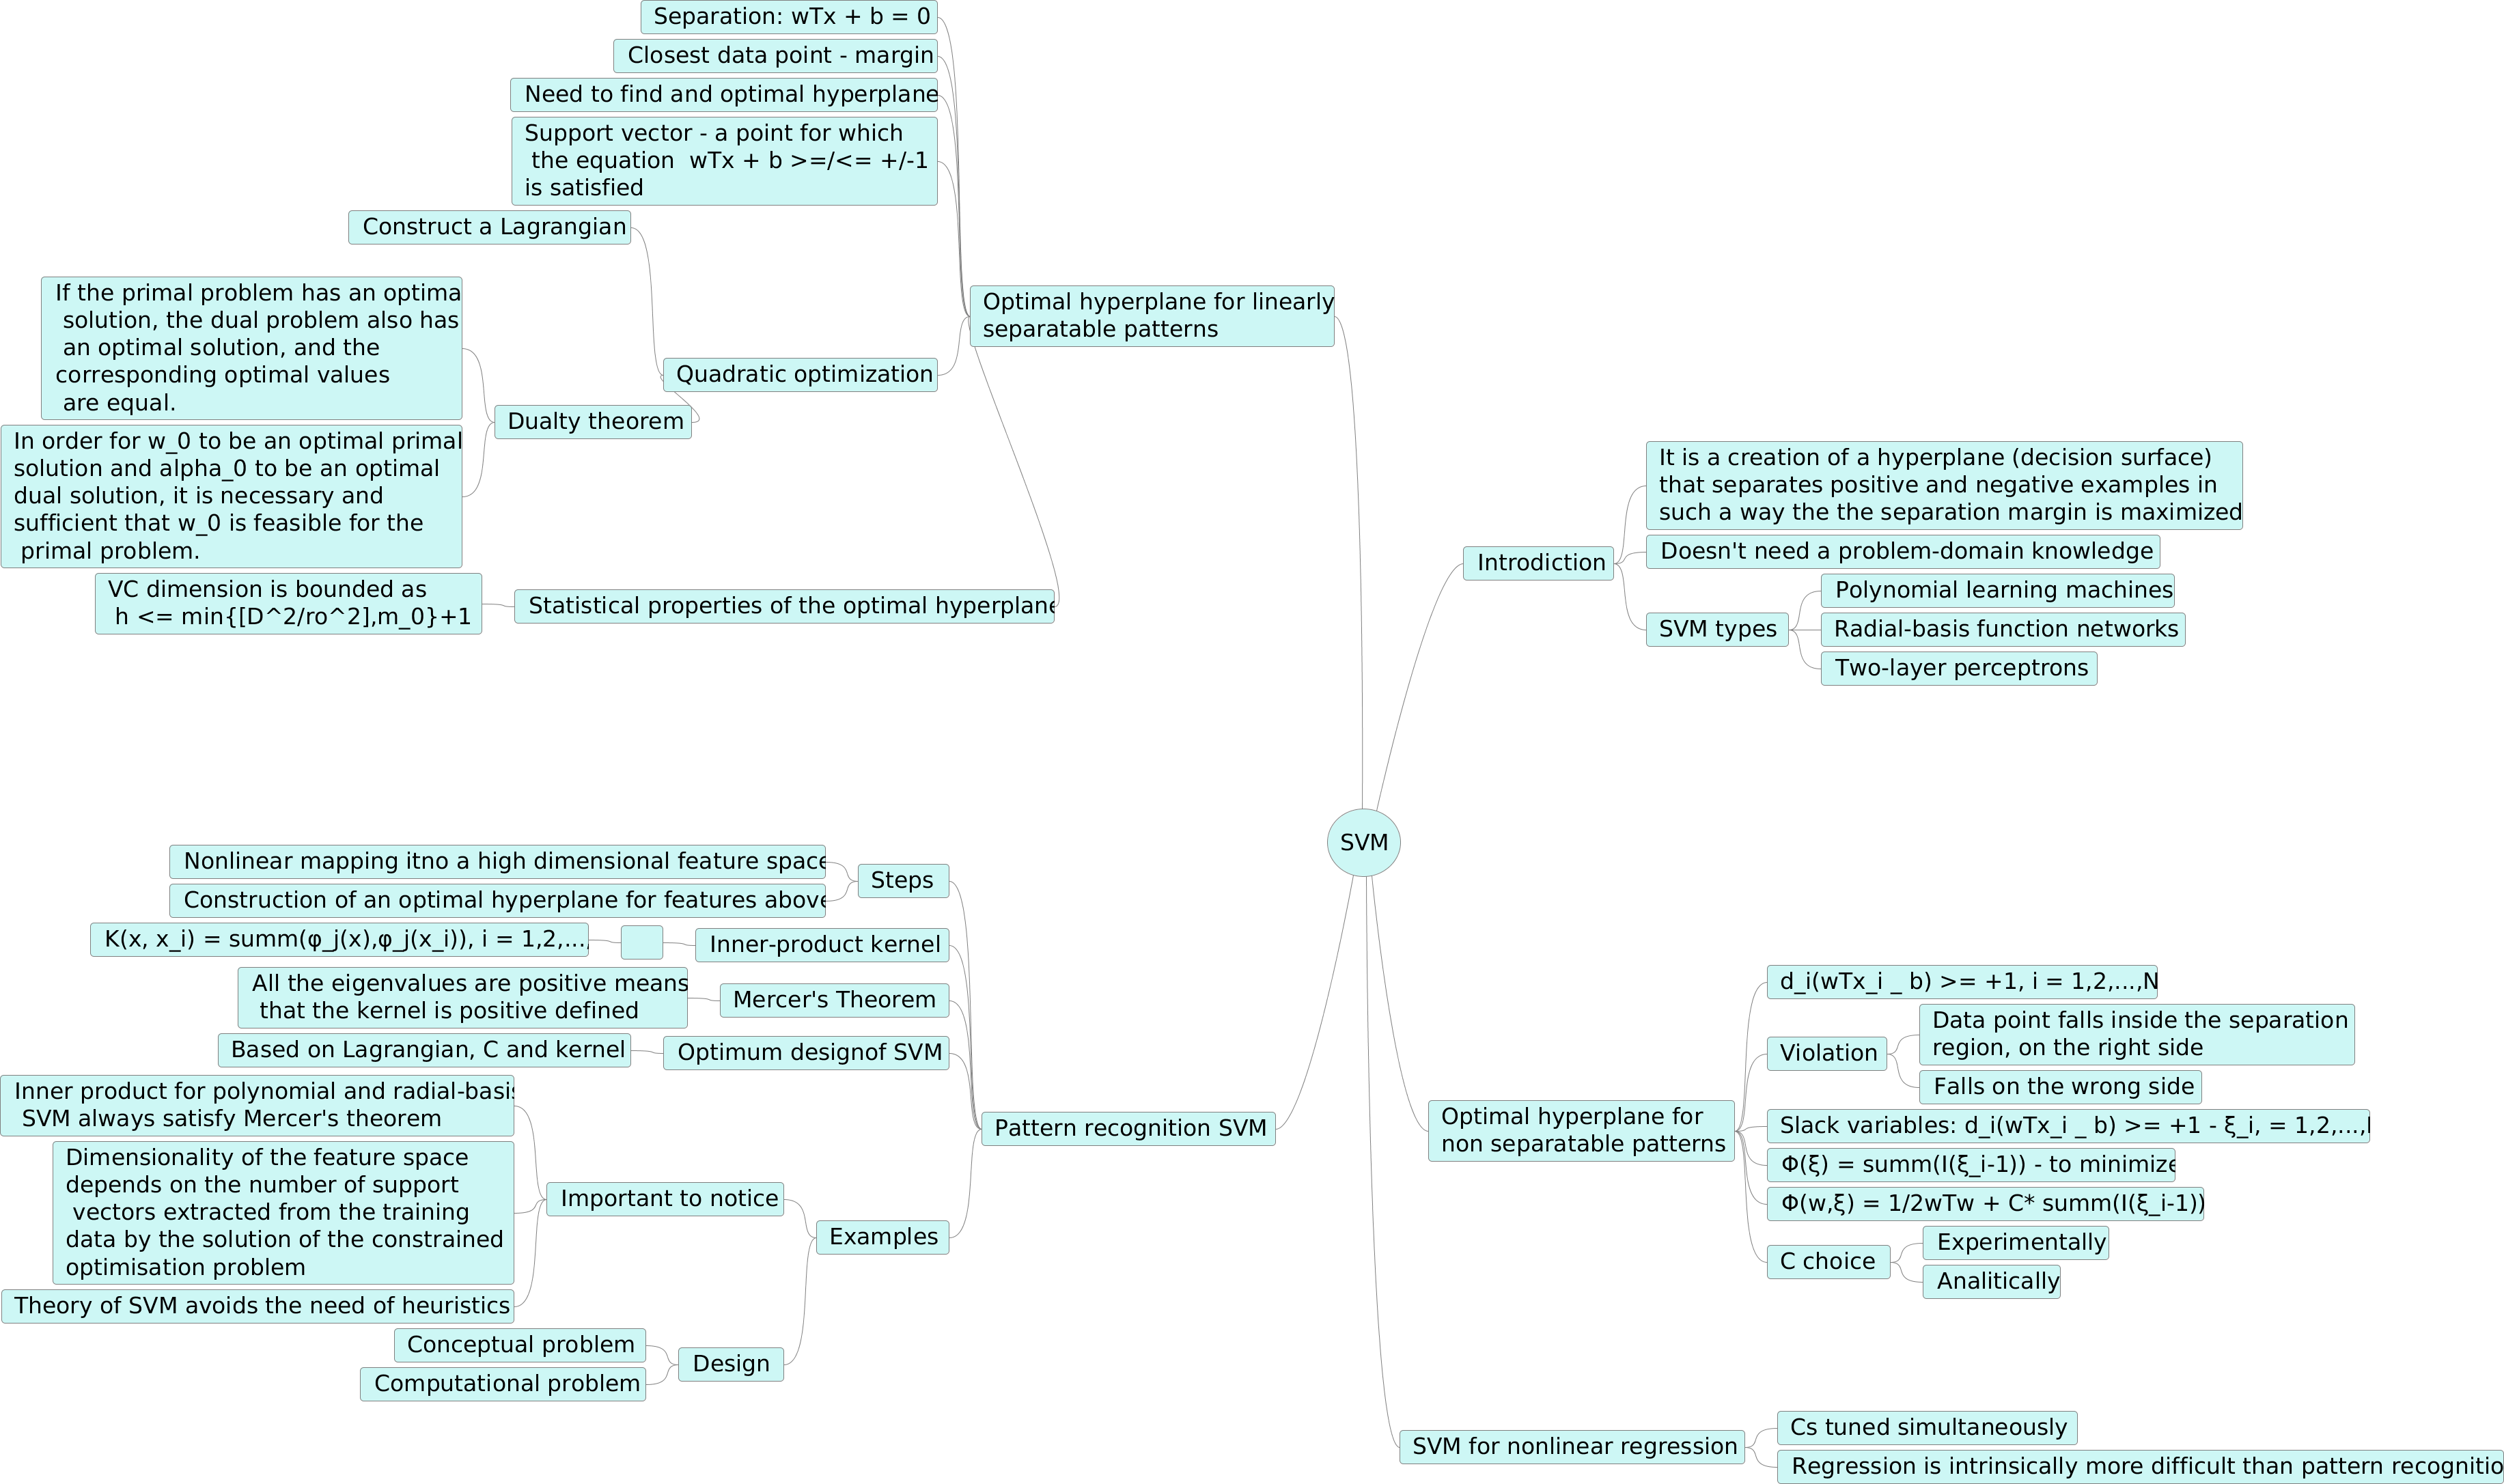 Separation: wTx + b = 0
Closest data point - margin
Need to find and optimal hyperplane
Support vector - a point for which
the equation  wTx + b >=/<= +/-1
is satisfied
Construct a Lagrangian
If the primal problem has an optima
solution, the dual problem also has
an optimal solution, and the
corresponding optimal values
are equal.
Optimal hyperplane for linearly
separatable patterns
Quadratic optimization
Dualty theorem
In order for w_0 to be an optimal primal
solution and alpha_0 to be an optimal
dual solution, it is necessary and
sufficient that w_0 is feasible for the
primal problem.
VC dimension is bounded as
h <= min{[D^2/ro^2],m_0}+1
Statistical properties of the optimal hyperplane
It is a creation of a hyperplane (decision surface)
that separates positive and negative examples in
such a way the the separation margin is maximized
Introdiction
Doesn't need a problem-domain knowledge
SVM types
Polynomial learning machines
Radial-basis function networks
Two-layer perceptrons
SVM
Nonlinear mapping itno a high dimensional feature space
Steps
Construction of an optimal hyperplane for features above
K(x, x_i) = summ(φ_j(x),φ_j(x_i)), i = 1,2,...,
Inner-product kernel
All the eigenvalues are positive means
that the kernel is positive defined
Mercer's Theorem
Based on Lagrangian, C and kernel
Optimum designof SVM
Inner product for polynomial and radial-basis
SVM always satisfy Mercer's theorem
Pattern recognition SVM
Dimensionality of the feature space
depends on the number of support
vectors extracted from the training
data by the solution of the constrained
optimisation problem
Important to notice
Examples
Theory of SVM avoids the need of heuristics
Conceptual problem
Design
Computational problem
d_i(wTx_i _ b) >= +1, i = 1,2,...,N
Violation
Data point falls inside the separation
region, on the right side
Falls on the wrong side
Optimal hyperplane for
non separatable patterns
Slack variables: d_i(wTx_i _ b) >= +1 - ξ_i, = 1,2,...,
Φ(ξ) = summ(I(ξ_i-1)) - to minimize
Φ(w,ξ) = 1/2wTw + C* summ(I(ξ_i-1))
C choice
Experimentally
Analitically
SVM for nonlinear regression
Cs tuned simultaneously
Regression is intrinsically more difficult than pattern recognitio